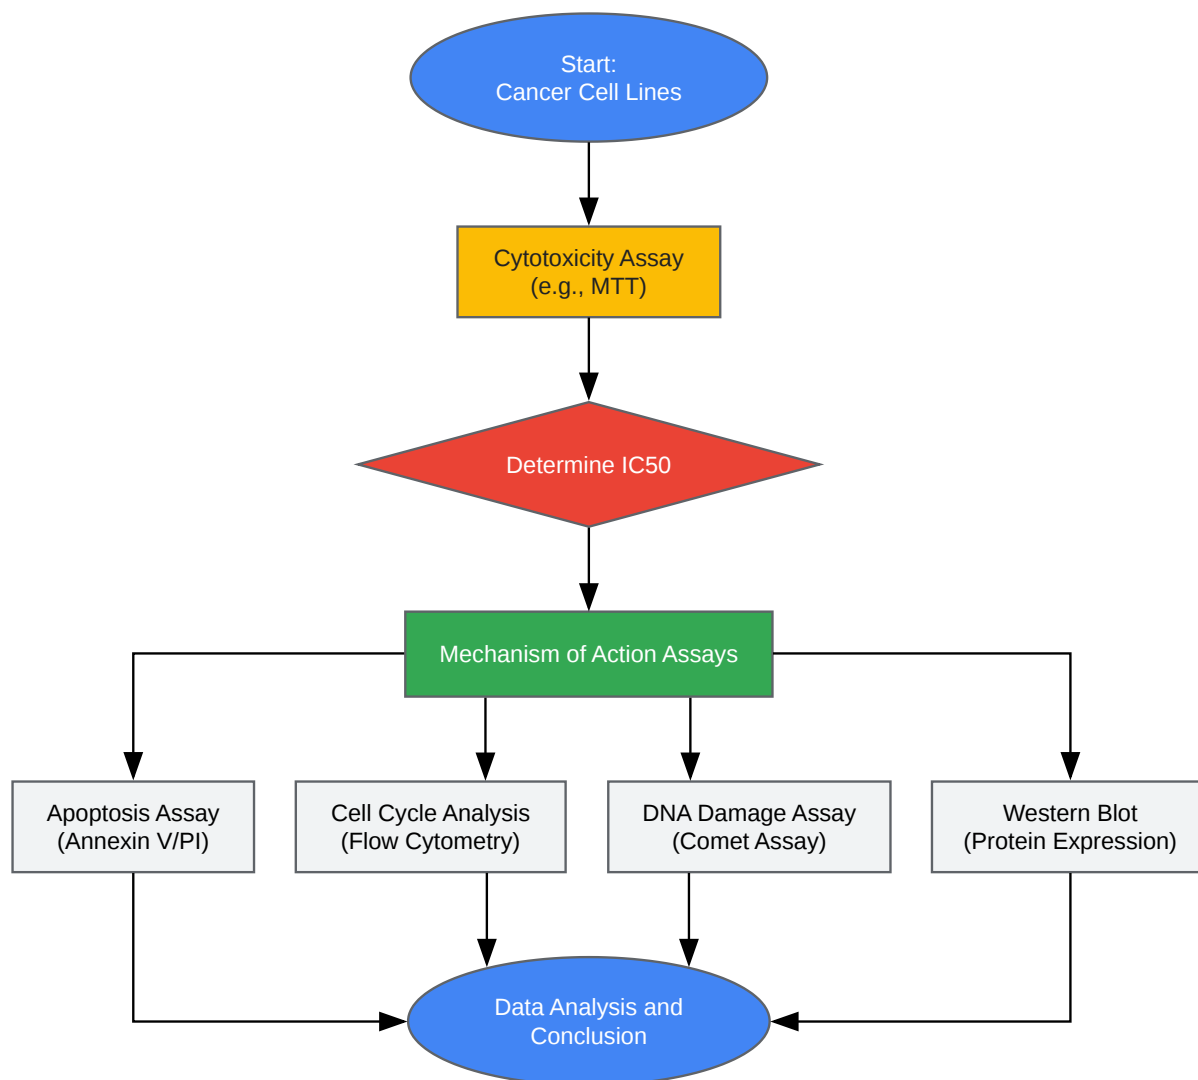 Start:
Cancer Cell Lines
Cytotoxicity Assay
(e.g., MTT)
Determine IC50
Mechanism of Action Assays
Apoptosis Assay
(Annexin V/PI)
Cell Cycle Analysis
(Flow Cytometry)
DNA Damage Assay
(Comet Assay)
Western Blot
(Protein Expression)
Data Analysis and
Conclusion